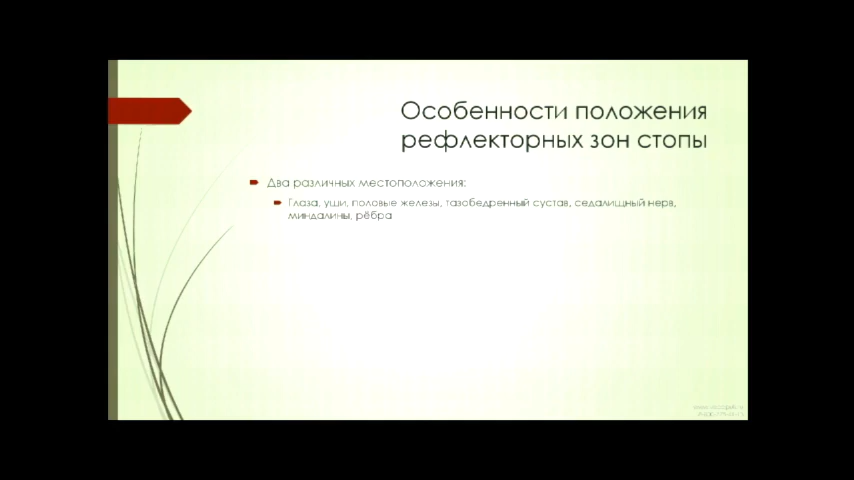 Особенности положения
рефлекторных зон стопы
Два различных местоположения:
Глаза, уши, половые железы, тазобедренный сустав, седалищный нерв,
миндалины, рёбра